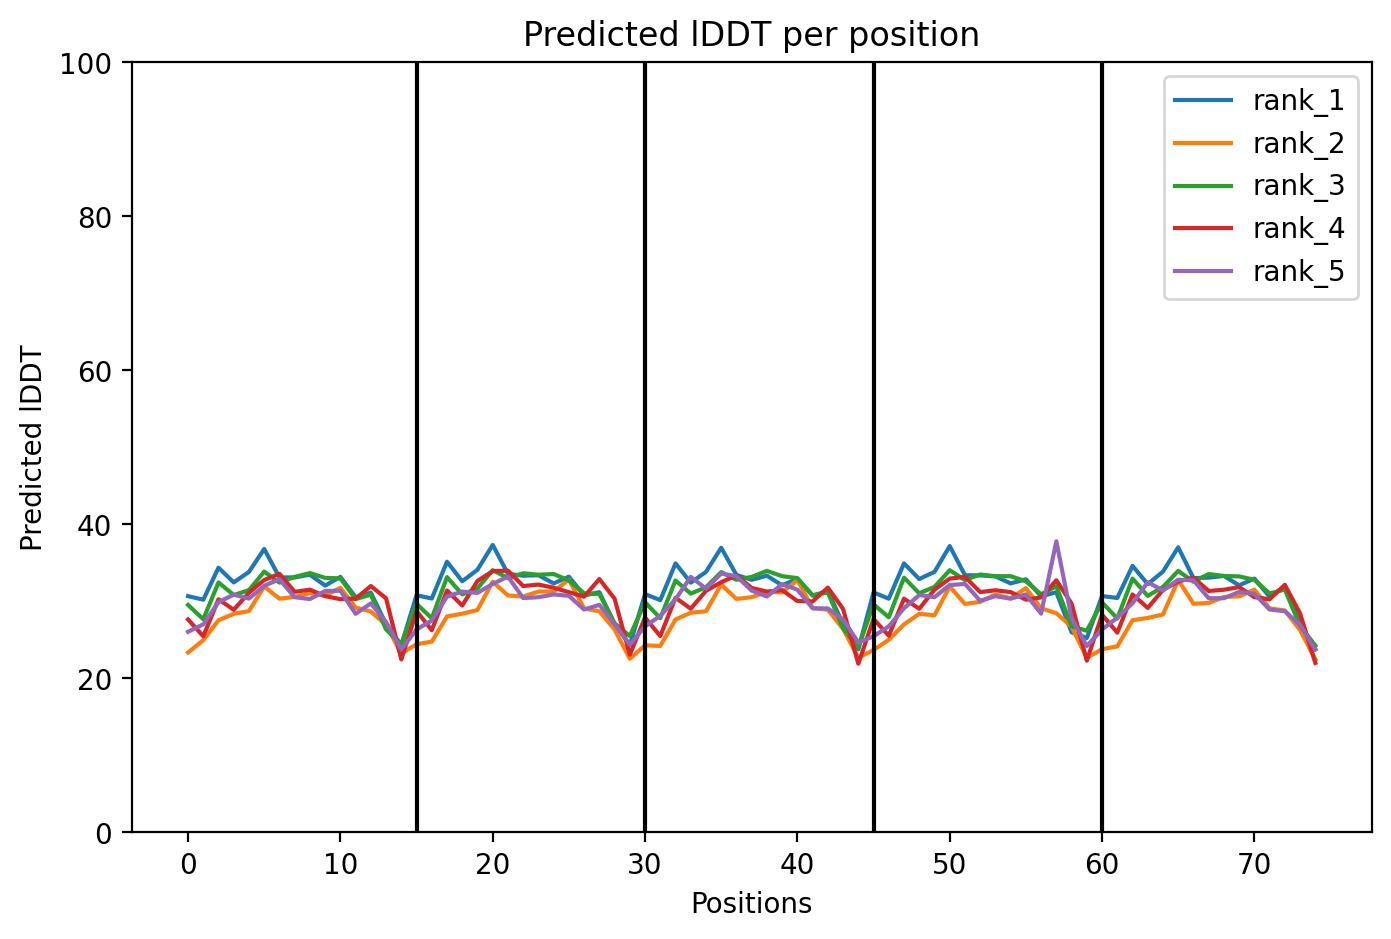 Predicted lDDT per position
100
80
60
40
20
0
Predicted lDDT
0 10 20 30 40 50 60 70
Positions
rank_1
rank_2
rank_3
rank_4
rank_5